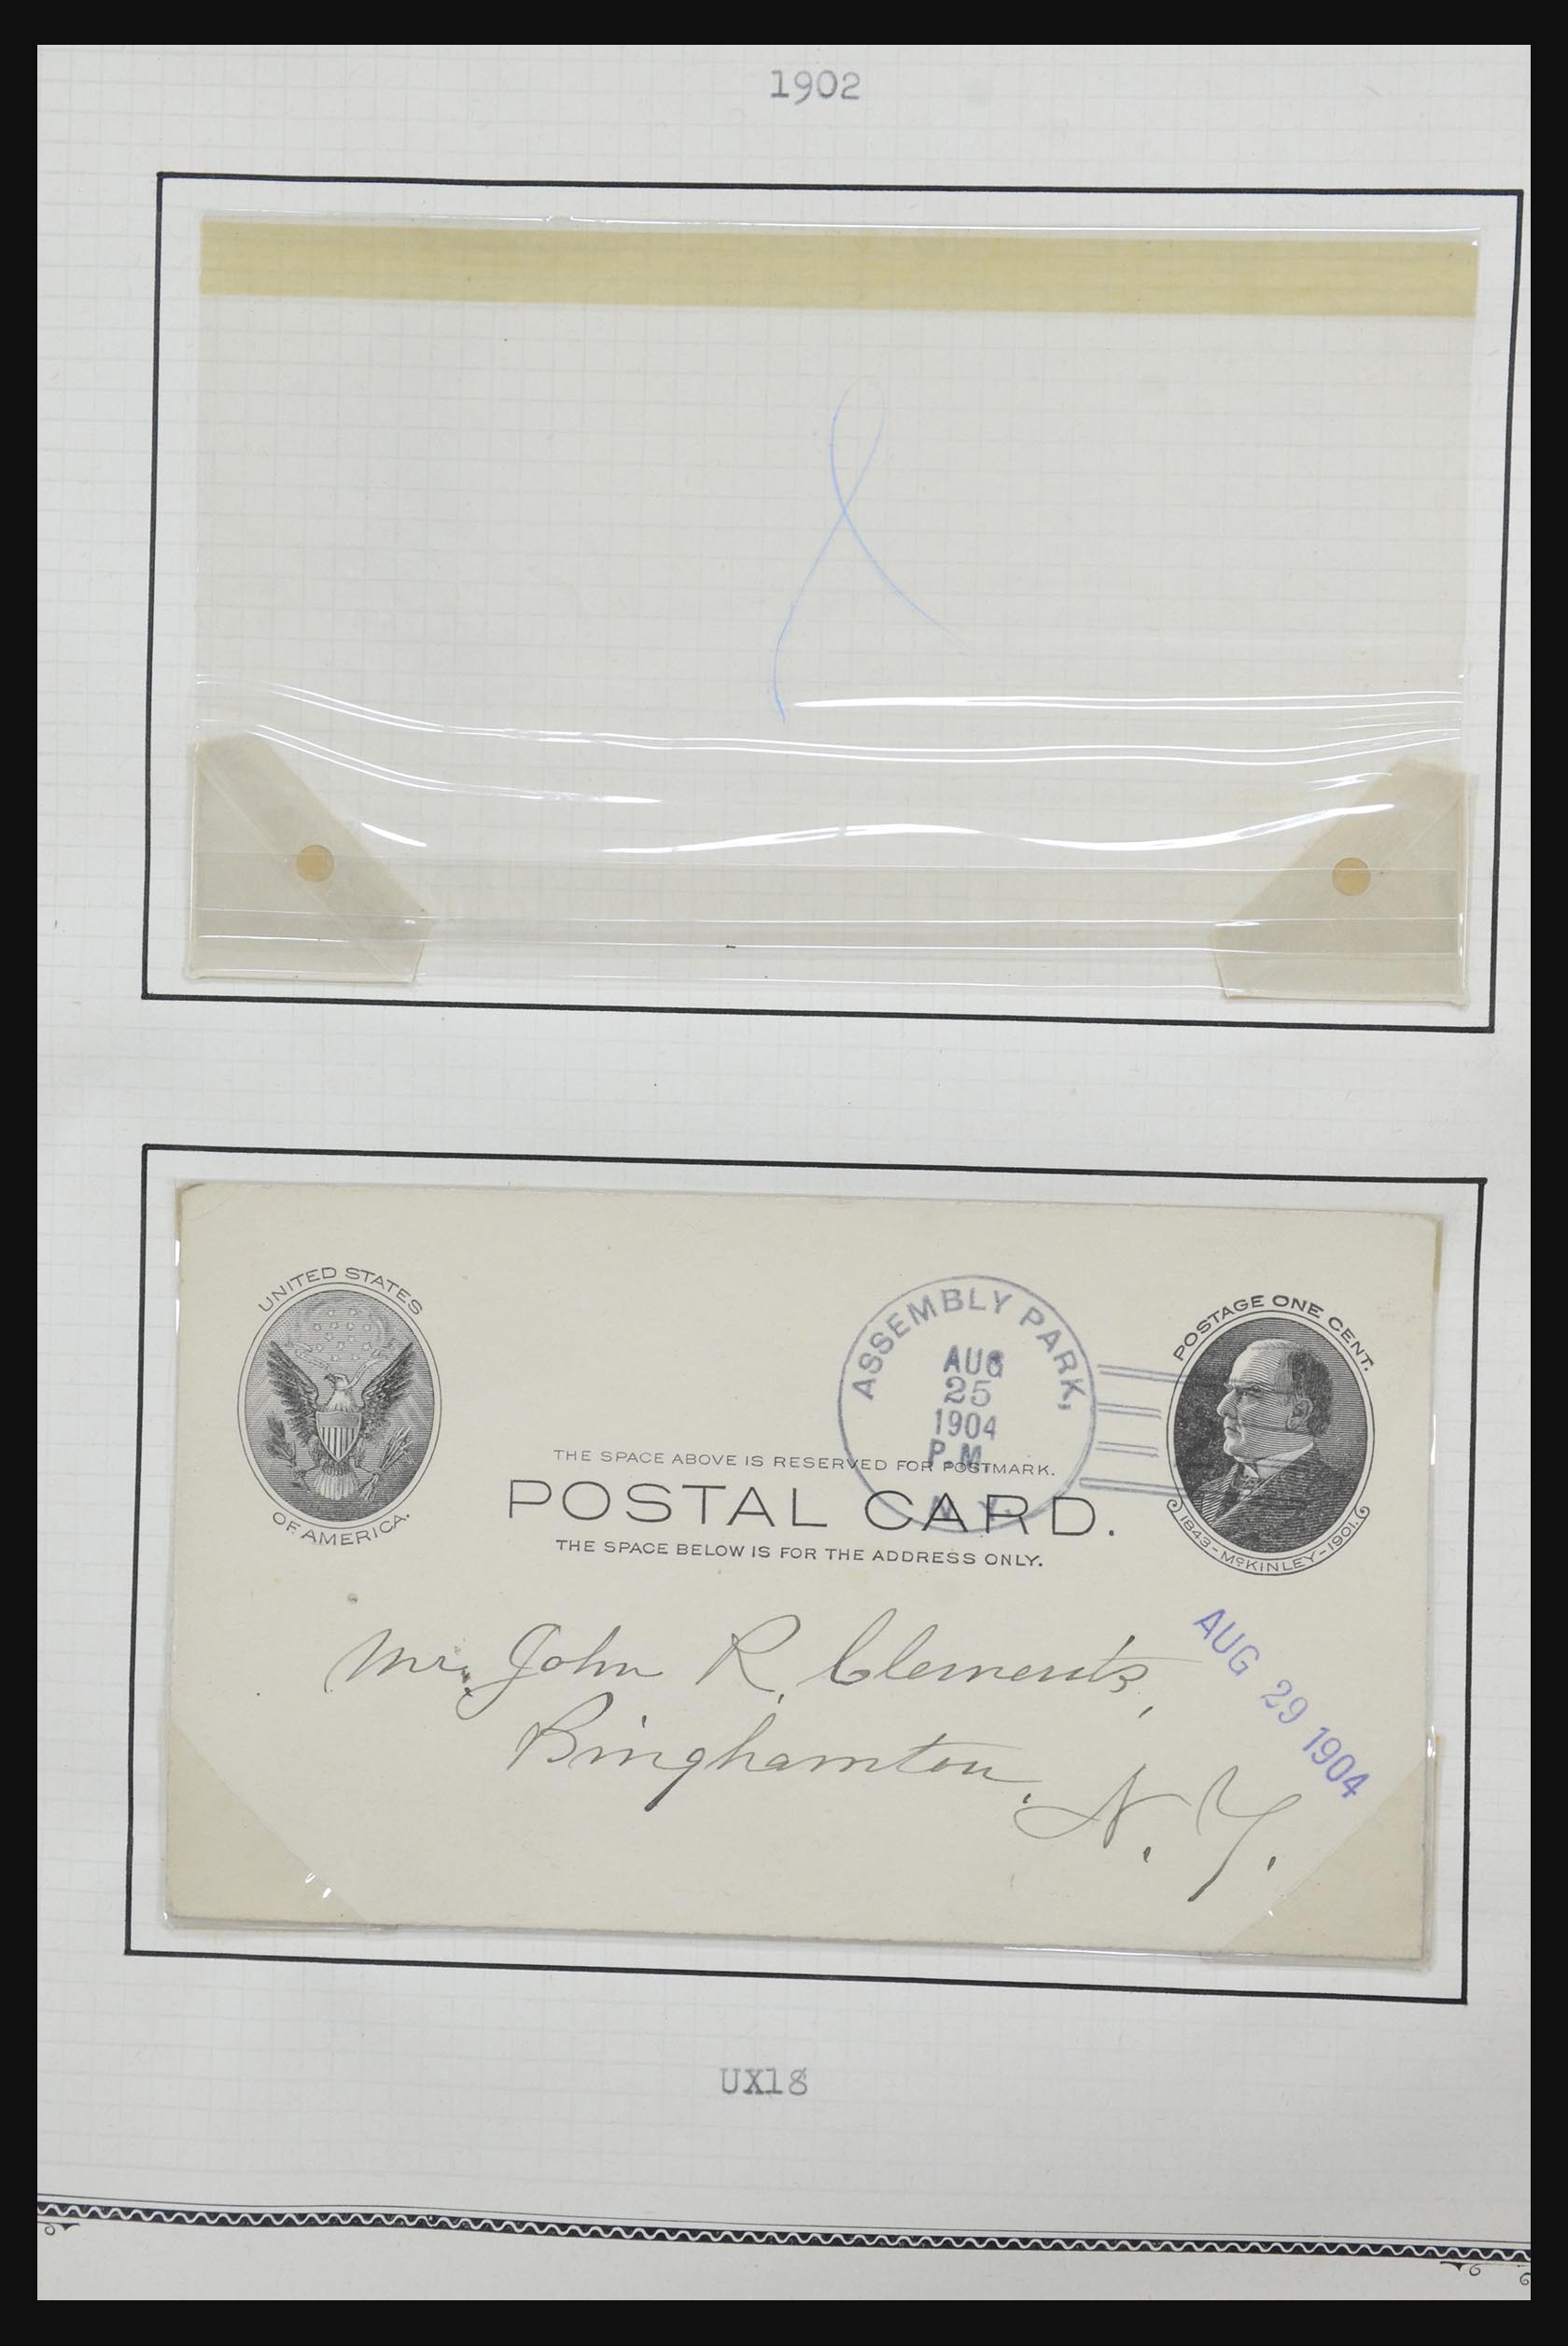 1902
UNITED STATES
OF AMERICA.
ASSEMBLY PARK,
AUG
25
1904
P.M.
N.Y.
POSTAGE ONE CENT.
1843-McKINLEY-1901.
THE SPACE ABOVE IS RESERVED FOR POSTMARK.
POSTAL CARD.
THE SPACE BELOW IS FOR THE ADDRESS ONLY.
AUG 29 1904
Mr. John R. Clements,
Binghamton,
N. Y.
UX18